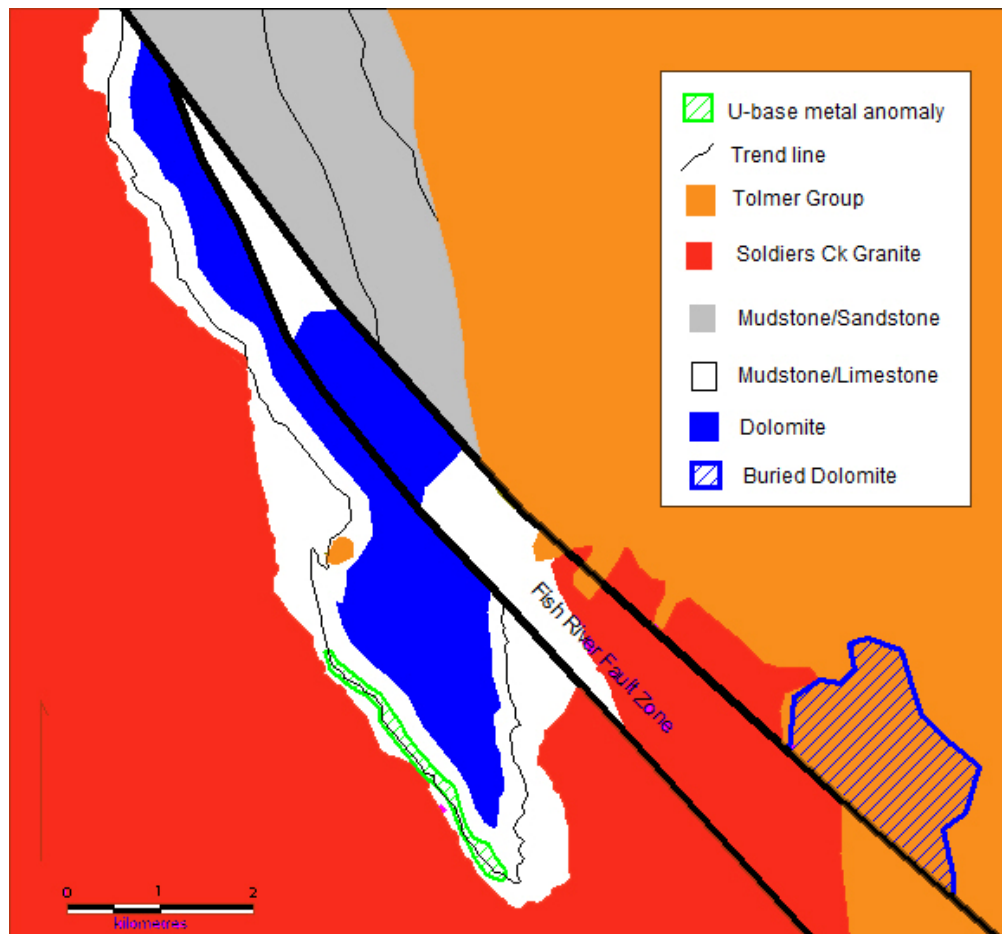 U-base metal anomaly
Trend line
Tolmer Group
Soldiers Ck Granite
Mudstone/Sandstone
Mudstone/Limestone
Dolomite
Buried Dolomite
Fish River Fault Zone
0 1 2
kilometres